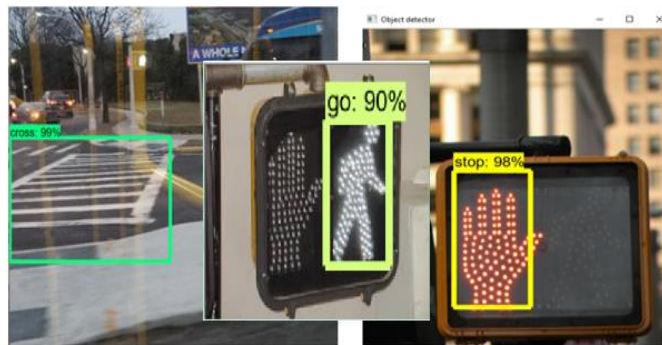 A WHOLE N
cross: 99%
go: 90%
Object detector
stop: 98%